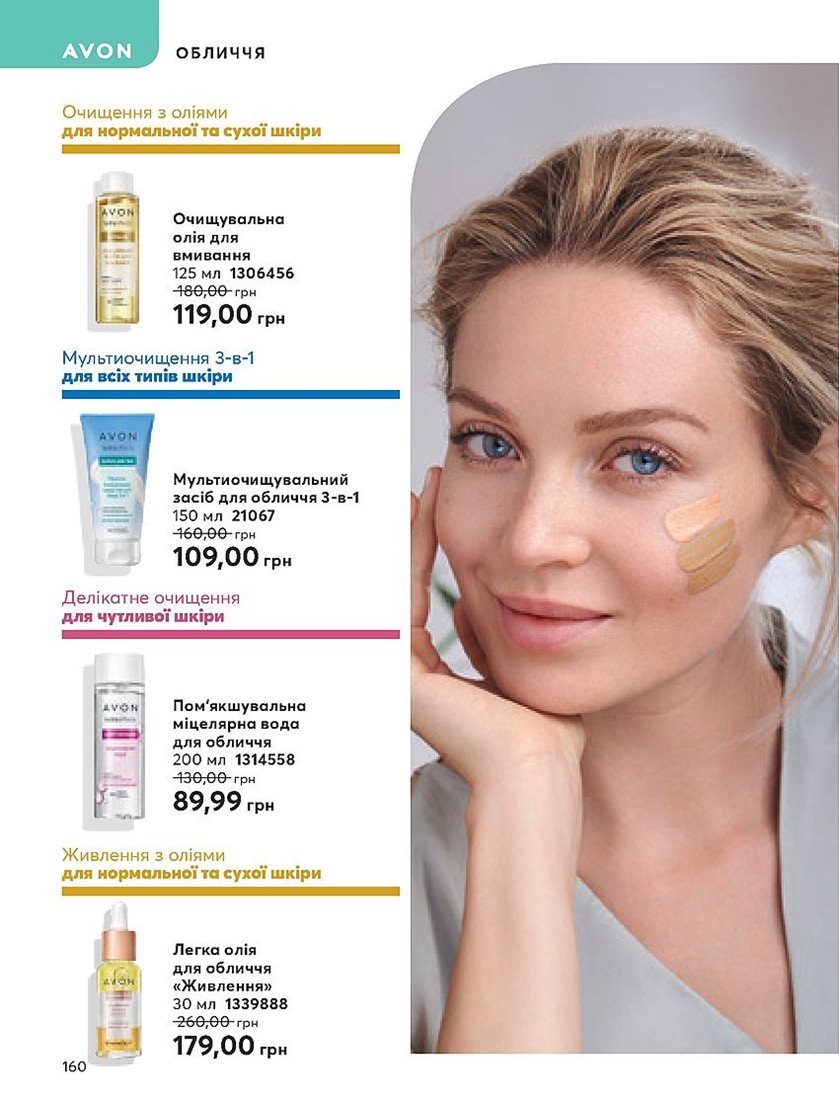 AVON
ОБЛИЧЧЯ
Очищення з оліями
для нормальної та сухої шкіри
AVON
Очищувальна
олія для
вмивання
125 мл 1306456
180,00 грн
119,00 грн
Мультиочищення 3-в-1
для всіх типів шкіри
AVON
Мультиочищувальний
засіб для обличчя 3-в-1
150 мл 21067
160,00 грн
109,00 грн
Делікатне очищення
для чутливої шкіри
AVON
Пом’якшувальна
міцелярна вода
для обличчя
200 мл 1314558
130,00 грн
89,99 грн
Живлення з оліями
для нормальної та сухої шкіри
AVON
Легка олія
для обличчя
«Живлення»
30 мл 1339888
260,00 грн
179,00 грн
160